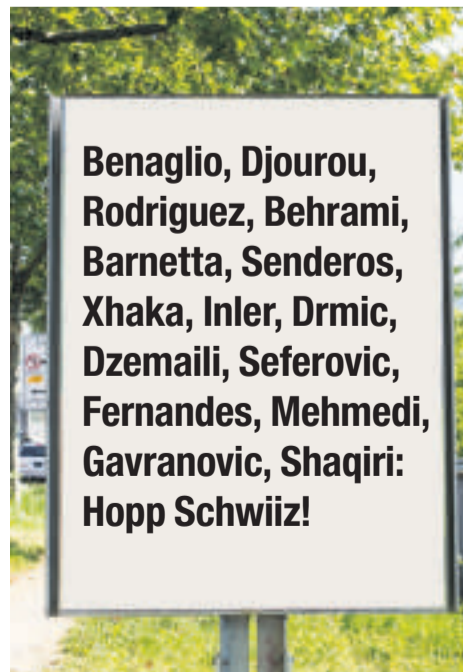 Benaglio, Djourou,
Rodriguez, Behrami,
Barnetta, Senderos,
Xhaka, Inler, Drmic,
Dzemaili, Seferovic,
Fernandes, Mehmedi,
Gavranovic, Shaqiri:
Hopp Schwiiz!